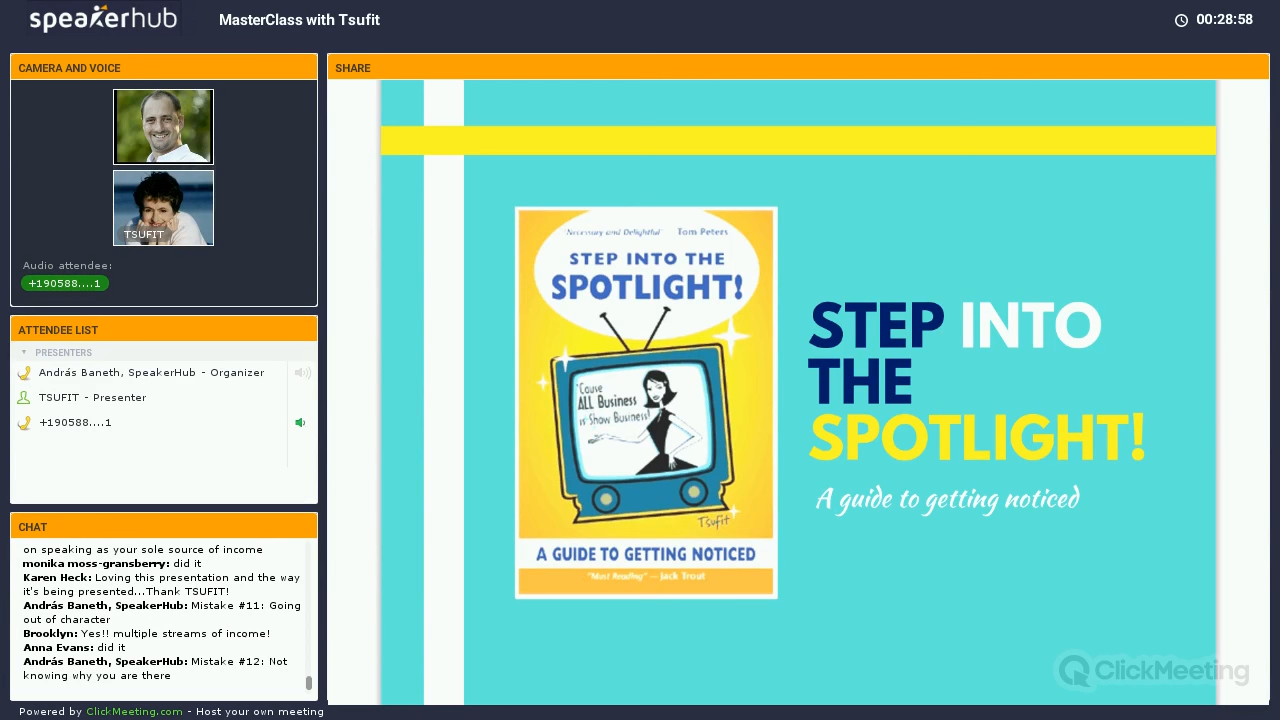 speakerhub
MasterClass with Tsufit
00:28:58
CAMERA AND VOICE
TSUFIT
Audio attendee:
+190588....1
ATTENDEE LIST
PRESENTERS
András Baneth, SpeakerHub - Organizer
TSUFIT - Presenter
+190588....1
CHAT
on speaking as your sole source of income
monika moss-gransberry: did it
Karen Heck: Loving this presentation and the way
it's being presented...Thank TSUFIT!
András Baneth, SpeakerHub: Mistake #11: Going
out of character
Brooklyn: Yes!! multiple streams of income!
Anna Evans: did it
András Baneth, SpeakerHub: Mistake #12: Not
knowing why you are there
Powered by ClickMeeting.com - Host your own meeting
SHARE
"Necessary and Delightful" Tom Peters
STEP INTO THE
SPOTLIGHT!
'Cause
ALL Business
is Show Business!
Tsufit
A GUIDE TO GETTING NOTICED
"Must Reading" — Jack Trout
STEP INTO
THE
SPOTLIGHT!
A guide to getting noticed
ClickMeeting